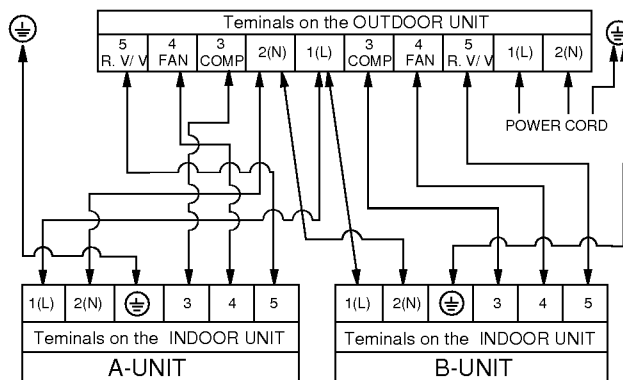 Teminals on the OUTDOOR UNIT
5 4 3 2(N) 1(L) 3 4 5 1(L) 2(N)
R. V/ V FAN COMP COMP FAN R. V/ V
POWER CORD
1(L) 2(N) 3 4 5
1(L) 2(N) 3 4 5
Teminals on the INDOOR UNIT
Teminals on the INDOOR UNIT
A-UNIT
B-UNIT